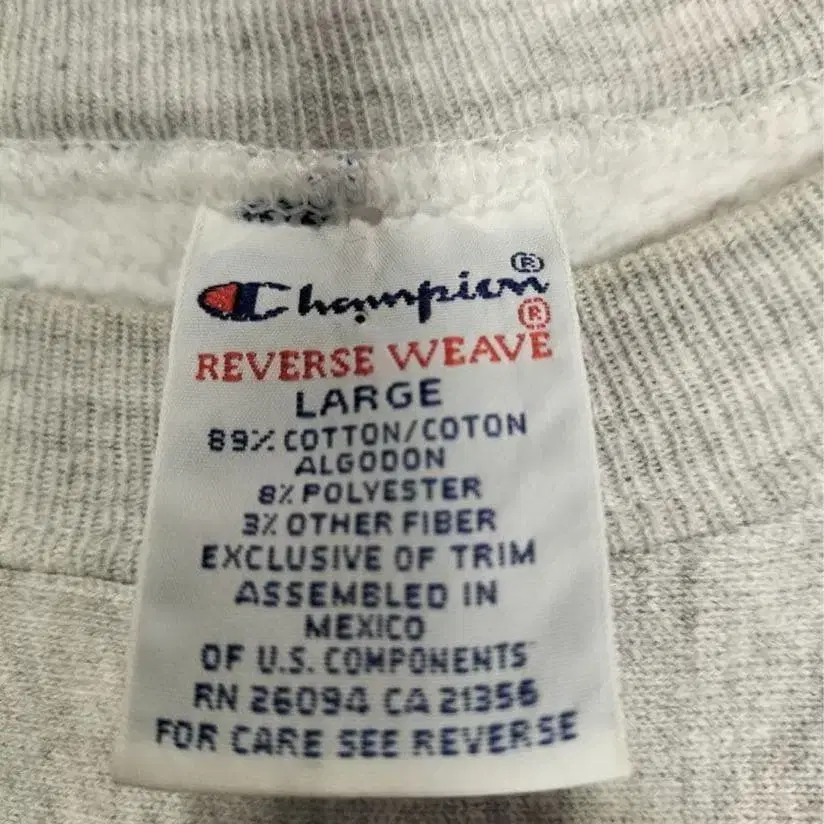 Champion®
REVERSE WEAVE®
LARGE
89% COTTON/COTON
ALGODON
8% POLYESTER
3% OTHER FIBER
EXCLUSIVE OF TRIM
ASSEMBLED IN
MEXICO
OF U.S. COMPONENTS
RN 26094 CA 21356
FOR CARE SEE REVERSE